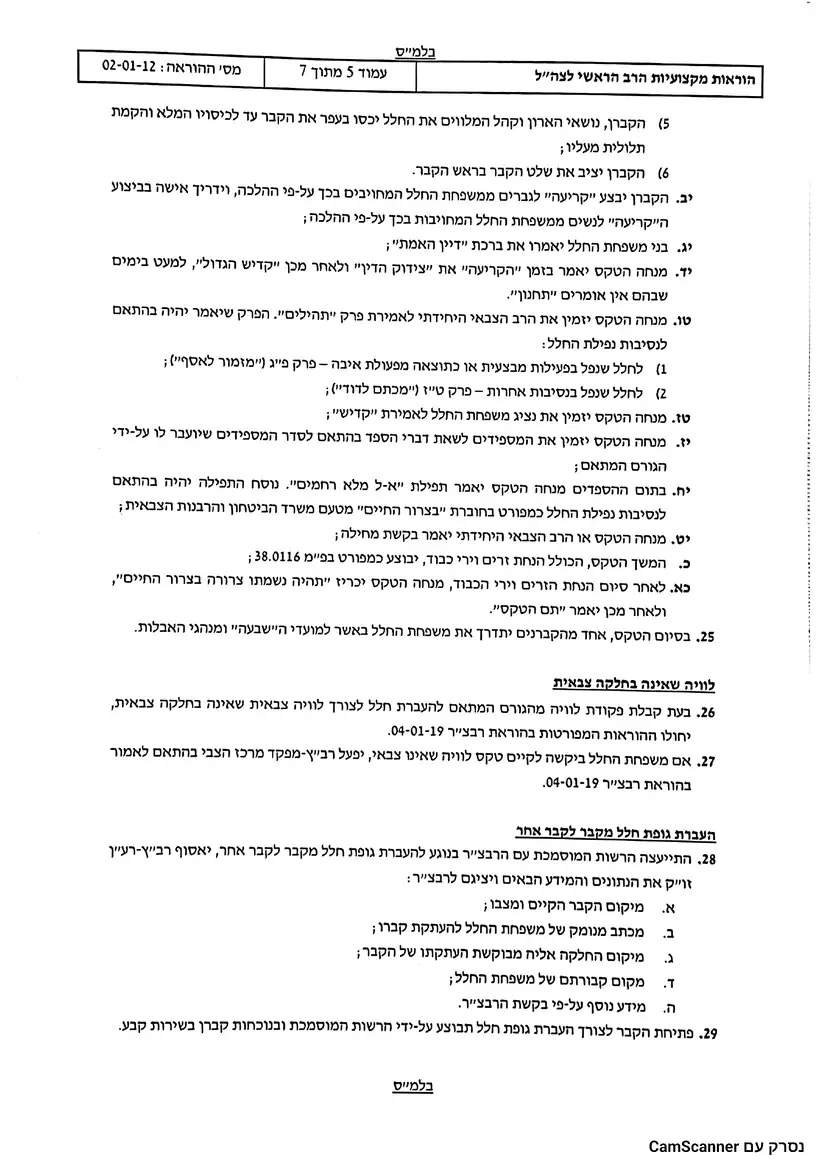 בלמ״ס
הוראות מקצועיות הרב הראשי לצה״ל
עמוד 5 מתוך 7
מס׳ ההוראה: 02-01-12
5) הקברן, נושאי הארון וקהל המלווים את החלל יכסו בעפר את הקבר עד לכיסויו המלא והקמת
תלולית מעליו;
6) הקברן יציב את שלט הקבר בראש הקבר.
יב. הקברן יבצע ״קריעה״ לגברים ממשפחת החלל המחויבים בכך על-פי ההלכה, וידריך אישה בביצוע
ה״קריעה״ לנשים ממשפחת החלל המחויבות בכך על-פי ההלכה;
יג. בני משפחת החלל יאמרו את ברכת ״דיין האמת״;
יד. מנחה הטקס יאמר בזמן ״הקריעה״ את ״צידוק הדין״ ולאחר מכן ״קדיש הגדול״, למעט בימים
שבהם אין אומרים ״תחנון״.
טו. מנחה הטקס יזמין את הרב הצבאי היחידתי לאמירת פרק ״תהילים״. הפרק שיאמר יהיה בהתאם
לנסיבות נפילת החלל:
1) לחלל שנפל בפעילות מבצעית או כתוצאה מפעולת איבה – פרק פ״ג (״מזמור לאסף״);
2) לחלל שנפל בנסיבות אחרות – פרק ט״ז (״מכתם לדוד״);
טז. מנחה הטקס יזמין את נציג משפחת החלל לאמירת ״קדיש״;
יז. מנחה הטקס יזמין את המספידים לשאת דברי הספד בהתאם לסדר המספידים שיועבר לו על-ידי
הגורם המתאם;
יח. בתום ההספדים מנחה הטקס יאמר תפילת ״א-ל מלא רחמים״. נוסח התפילה יהיה בהתאם
לנסיבות נפילת החלל כמפורט בחוברת ״בצרור החיים״ מטעם משרד הביטחון והרבנות הצבאית;
יט. מנחה הטקס או הרב הצבאי היחידתי יאמר בקשת מחילה;
כ. המשך הטקס, הכולל הנחת זרים וירי כבוד, יבוצע כמפורט בפ״מ 38.0116;
כא. לאחר סיום הנחת הזרים וירי הכבוד, מנחה הטקס יכריז ״תהיה נשמתו צרורה בצרור החיים״,
ולאחר מכן יאמר ״תם הטקס״.
25. בסיום הטקס, אחד מהקברנים יתדרך את משפחת החלל באשר למועדי ה״שבעה״ ומנהגי האבלות.
לוויה שאינה בחלקה צבאית
26. בעת קבלת פקודת לוויה מהגורם המתאם להעברת חלל לצורך לוויה צבאית שאינה בחלקה צבאית,
יחולו ההוראות המפורטות בהוראת רבצ״ר 04-01-19.
27. אם משפחת החלל ביקשה לקיים טקס לוויה שאינו צבאי, יפעל רב״ץ-מפקד מרכז הצבי בהתאם לאמור
בהוראת רבצ״ר 04-01-19.
העברת גופת חלל מקבר לקבר אחר
28. התייעצה הרשות המוסמכת עם הרבצ״ר בנוגע להעברת גופת חלל מקבר לקבר אחר, יאסוף רב״ץ-רע״ן
זו״ק את הנתונים והמידע הבאים ויציגם לרבצ״ר:
א. מיקום הקבר הקיים ומצבו;
ב. מכתב מנומק של משפחת החלל להעתקת קברו;
ג. מיקום החלקה אליה מבוקשת העתקתו של הקבר;
ד. מקום קבורתם של משפחת החלל;
ה. מידע נוסף על-פי בקשת הרבצ״ר.
29. פתיחת הקבר לצורך העברת גופת חלל תבוצע על-ידי הרשות המוסמכת ובנוכחות קברן בשירות קבע.
בלמ״ס
נסרק עם CamScanner